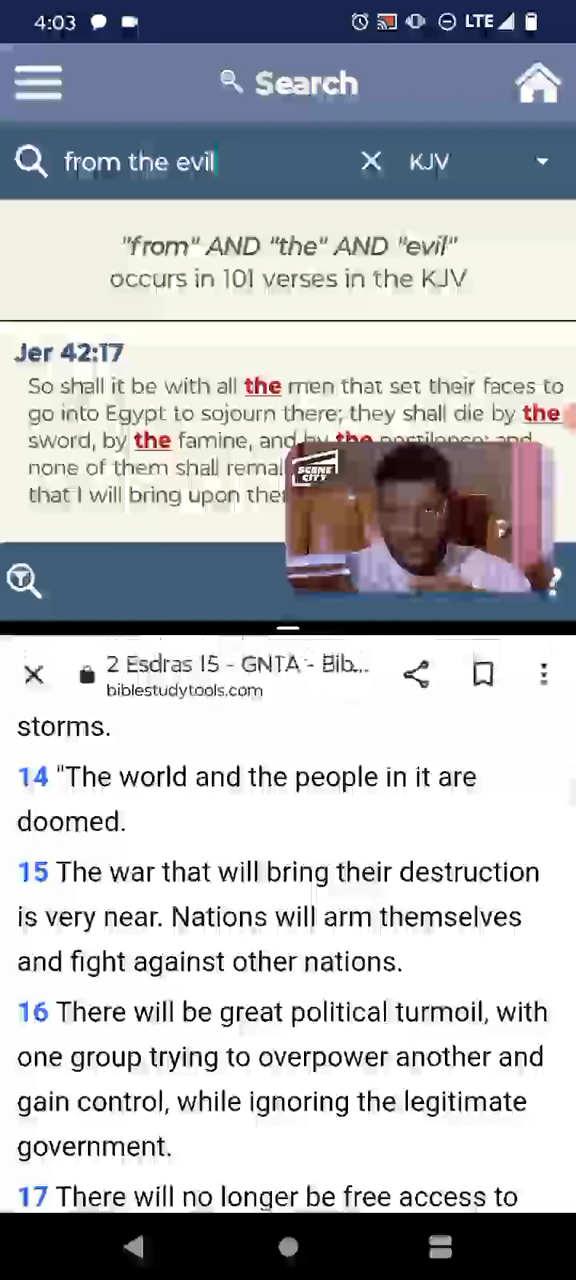 4:03 LTE
Search
from the evil KJV
"from" AND "the" AND "evil"
occurs in 101 verses in the KJV
Jer 42:17
So shall it be with all the men that set their faces to
go into Egypt to sojourn there; they shall die by the
sword, by the famine, and by the pestilence: and
none of them shall
that I will bring upon
SCENE
CITY
?
2 Esdras 15 - GNTA - Bib...
biblestudytools.com
storms.
14 "The world and the people in it are
doomed.
15 The war that will bring their destruction
is very near. Nations will arm themselves
and fight against other nations.
16 There will be great political turmoil, with
one group trying to overpower another and
gain control, while ignoring the legitimate
government.
17 There will no longer be free access to